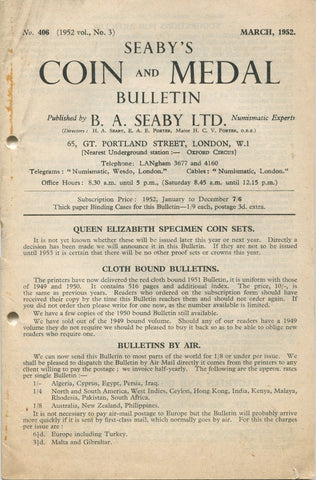 No. 406 (1952 vol., No. 3) MARCH, 1952.
SEABY'S
COIN AND MEDAL
BULLETIN
Published by B. A. SEABY LTD. Numismatic Experts
(Directors: H. A. SEABY, E. A. E. PORTER, Major H. C. V. PORTER, O.B.E.)
65, GT. PORTLAND STREET, LONDON, W.1
[Nearest Underground station:— OXFORD CIRCUS]
Telephone: LANgham 3677 and 4160
Telegrams: "Numismatic, Wesdo, London." Cables: "Numismatic, London."
Office Hours: 8.30 a.m. until 5 p.m., (Saturday 8.45 a.m. until 12.15 p.m.)
Subscription Price: 1952, January to December 7/6
Thick paper Binding Cases for this Bulletin—1/9 each, postage 3d. extra.
QUEEN ELIZABETH SPECIMEN COIN SETS.
It is not yet known whether these will be issued later this year or next year. Directly a
decision has been made we will announce it in this Bulletin. If they are not to be issued
until 1953 it is certain that there will be no other proof sets or crowns this year.
CLOTH BOUND BULLETINS.
The printers have now delivered the red cloth bound 1951 Bulletin, it is uniform with those
of 1949 and 1950. It contains 516 pages and additional index. The price, 10/-, is
the same as previous years. Readers who ordered on the subscription form should have
received their copy by the time this Bulletin reaches them and should not order again. If
you did not order then please write for one now, as the number available is limited.
We have a few copies of the 1950 bound Bulletin still available.
We have sold out of the 1949 bound volume. Should any of our readers have a 1949
volume they do not require we should be pleased to buy it back so as to be able to oblige new
readers who require one.
BULLETINS BY AIR.
We can now send this Bulletin to most parts of the world for 1/8 or under per issue. We
shall be pleased to dispatch the Bulletin by Air Mail directly it comes from the printers to any
client willing to pay the postage; we invoice half-yearly. The following are the approx. rates
per single Bulletin:—
1/- Algeria, Cyprus, Egypt, Persia, Iraq.
1/4 North and South America, West Indies, Ceylon, Hong Kong, India, Kenya, Malaya,
Rhodesia, Pakistan, South Africa.
1/8 Australia, New Zealand, Philippines.
It is not necessary to pay air-mail postage to Europe but the Bulletin will probably arrive
more quickly if it is sent by first-class mail, which normally goes by air. For this the charges
per issue are:
6½d. Europe including Turkey.
3½d. Malta and Gibraltar.